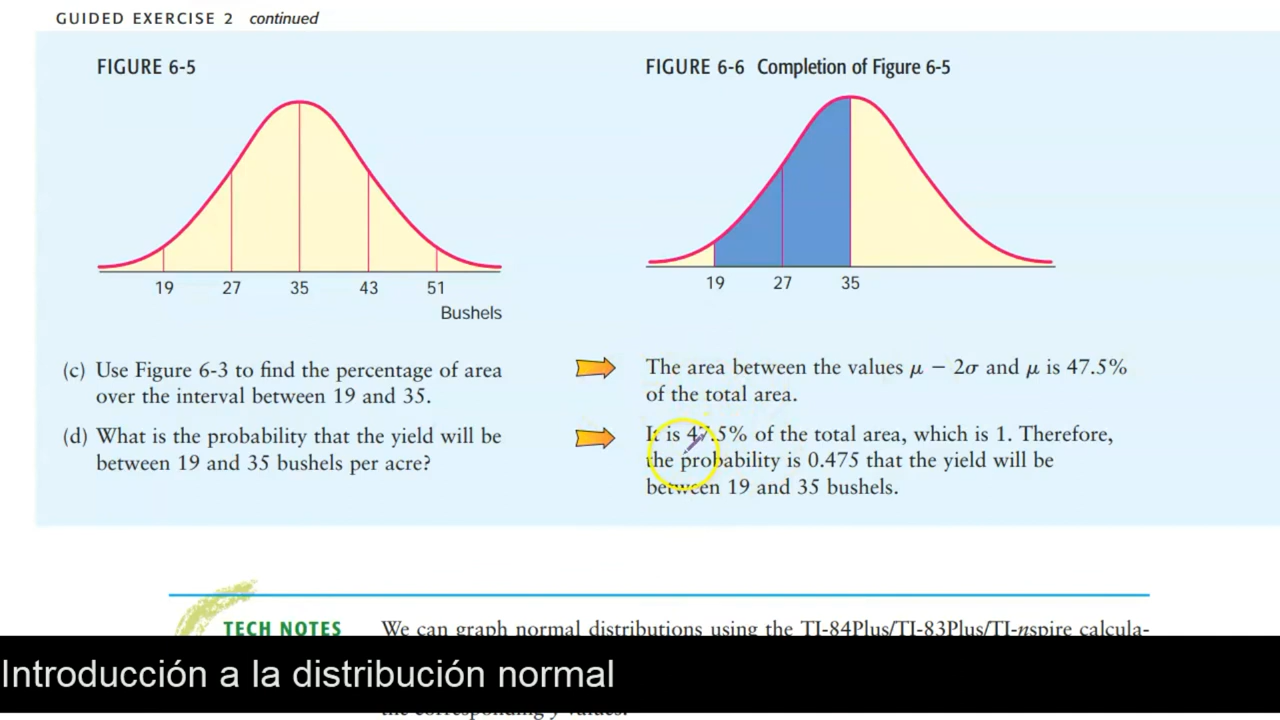 GUIDED EXERCISE 2 continued
FIGURE 6-5
FIGURE 6-6 Completion of Figure 6-5
19 27 35 43 51
Bushels
19 27 35
(c) Use Figure 6-3 to find the percentage of area
over the interval between 19 and 35.
The area between the values μ − 2σ and μ is 47.5%
of the total area.
(d) What is the probability that the yield will be
between 19 and 35 bushels per acre?
It is 47.5% of the total area, which is 1. Therefore,
the probability is 0.475 that the yield will be
between 19 and 35 bushels.
TECH NOTES
We can graph normal distributions using the TI-84Plus/TI-83Plus/TI-nspire calcula-
Introducción a la distribución normal
the corresponding y values.